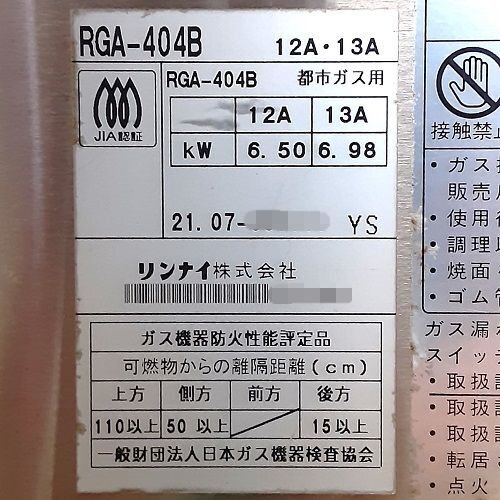 RGA-404B 12A・13A
JIA認証
RGA-404B 都市ガス用
12A 13A
kW 6.50 6.98
21.07- YS
リンナイ株式会社
ガス機器防火性能評定品
可燃物からの離隔距離(cm)
上方 側方 前方 後方
110以上 50以上 15以上
一般財団法人日本ガス機器検査協会
接触禁止
・ガス
販売
・使用
・調理
・焼面
・ゴム
ガス漏
スイッチ
・取扱
・取扱
・取扱
・転居
・点火